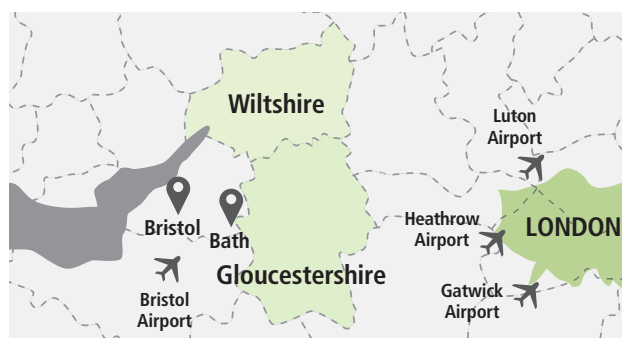 Wiltshire
Luton
Airport
Bristol
Bath
Heathrow
Airport
LONDON
Gloucestershire
Bristol
Airport
Gatwick
Airport